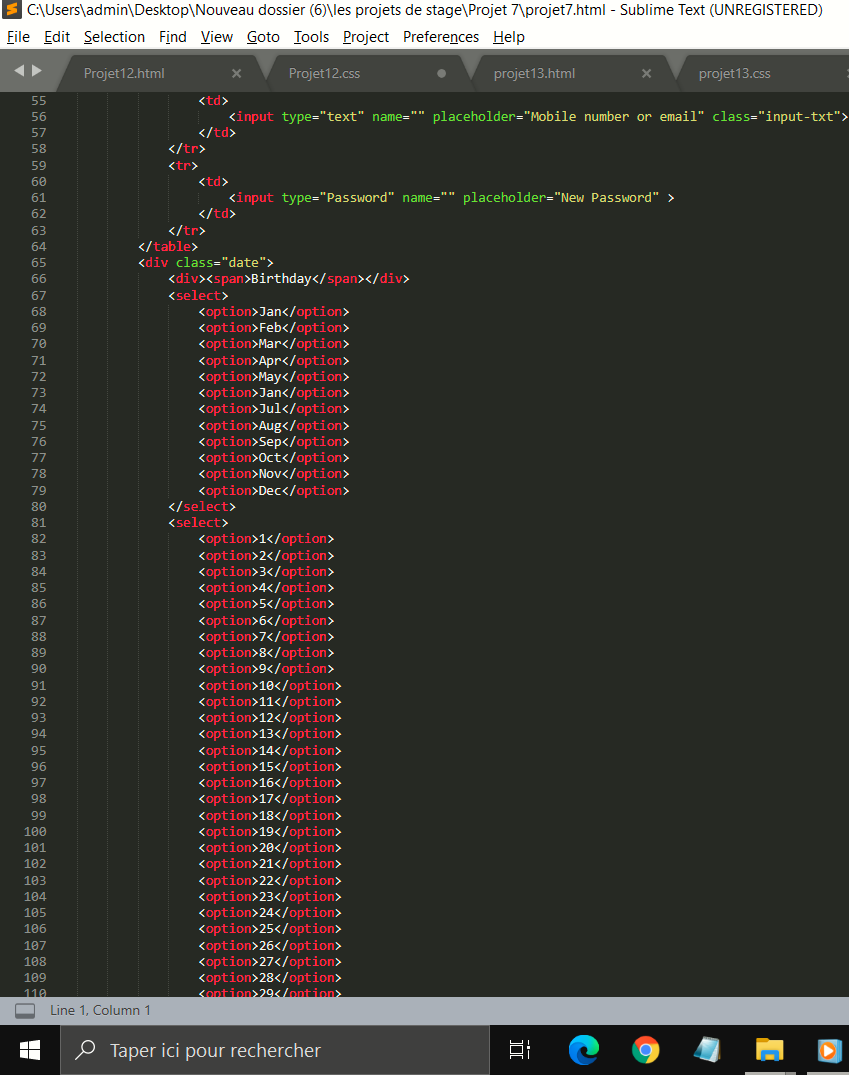 C:\Users\admin\Desktop\Nouveau dossier (6)\les projets de stage\Projet 7\projet7.html - Sublime Text (UNREGISTERED)
File Edit Selection Find View Goto Tools Project Preferences Help
Projet12.html × Projet12.css projet13.html × projet13.css
55 <td>
56 <input type="text" name="" placeholder="Mobile number or email" class="input-txt">
57 </td>
58 </tr>
59 <tr>
60 <td>
61 <input type="Password" name="" placeholder="New Password" >
62 </td>
63 </tr>
64 </table>
65 <div class="date">
66 <div><span>Birthday</span></div>
67 <select>
68 <option>Jan</option>
69 <option>Feb</option>
70 <option>Mar</option>
71 <option>Apr</option>
72 <option>May</option>
73 <option>Jan</option>
74 <option>Jul</option>
75 <option>Aug</option>
76 <option>Sep</option>
77 <option>Oct</option>
78 <option>Nov</option>
79 <option>Dec</option>
80 </select>
81 <select>
82 <option>1</option>
83 <option>2</option>
84 <option>3</option>
85 <option>4</option>
86 <option>5</option>
87 <option>6</option>
88 <option>7</option>
89 <option>8</option>
90 <option>9</option>
91 <option>10</option>
92 <option>11</option>
93 <option>12</option>
94 <option>13</option>
95 <option>14</option>
96 <option>15</option>
97 <option>16</option>
98 <option>17</option>
99 <option>18</option>
100 <option>19</option>
101 <option>20</option>
102 <option>21</option>
103 <option>22</option>
104 <option>23</option>
105 <option>24</option>
106 <option>25</option>
107 <option>26</option>
108 <option>27</option>
109 <option>28</option>
110 <option>29</option>
Line 1, Column 1
Taper ici pour rechercher